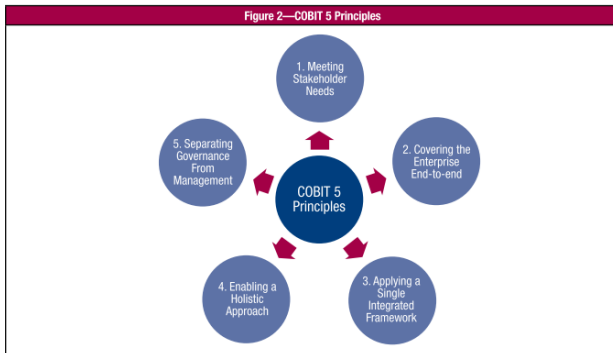 Figure 2—COBIT 5 Principles
1. Meeting
Stakeholder
Needs
5. Separating
Governance
From
Management
2. Covering the
Enterprise
End-to-end
COBIT 5
Principles
4. Enabling a
Holistic
Approach
3. Applying a
Single
Integrated
Framework